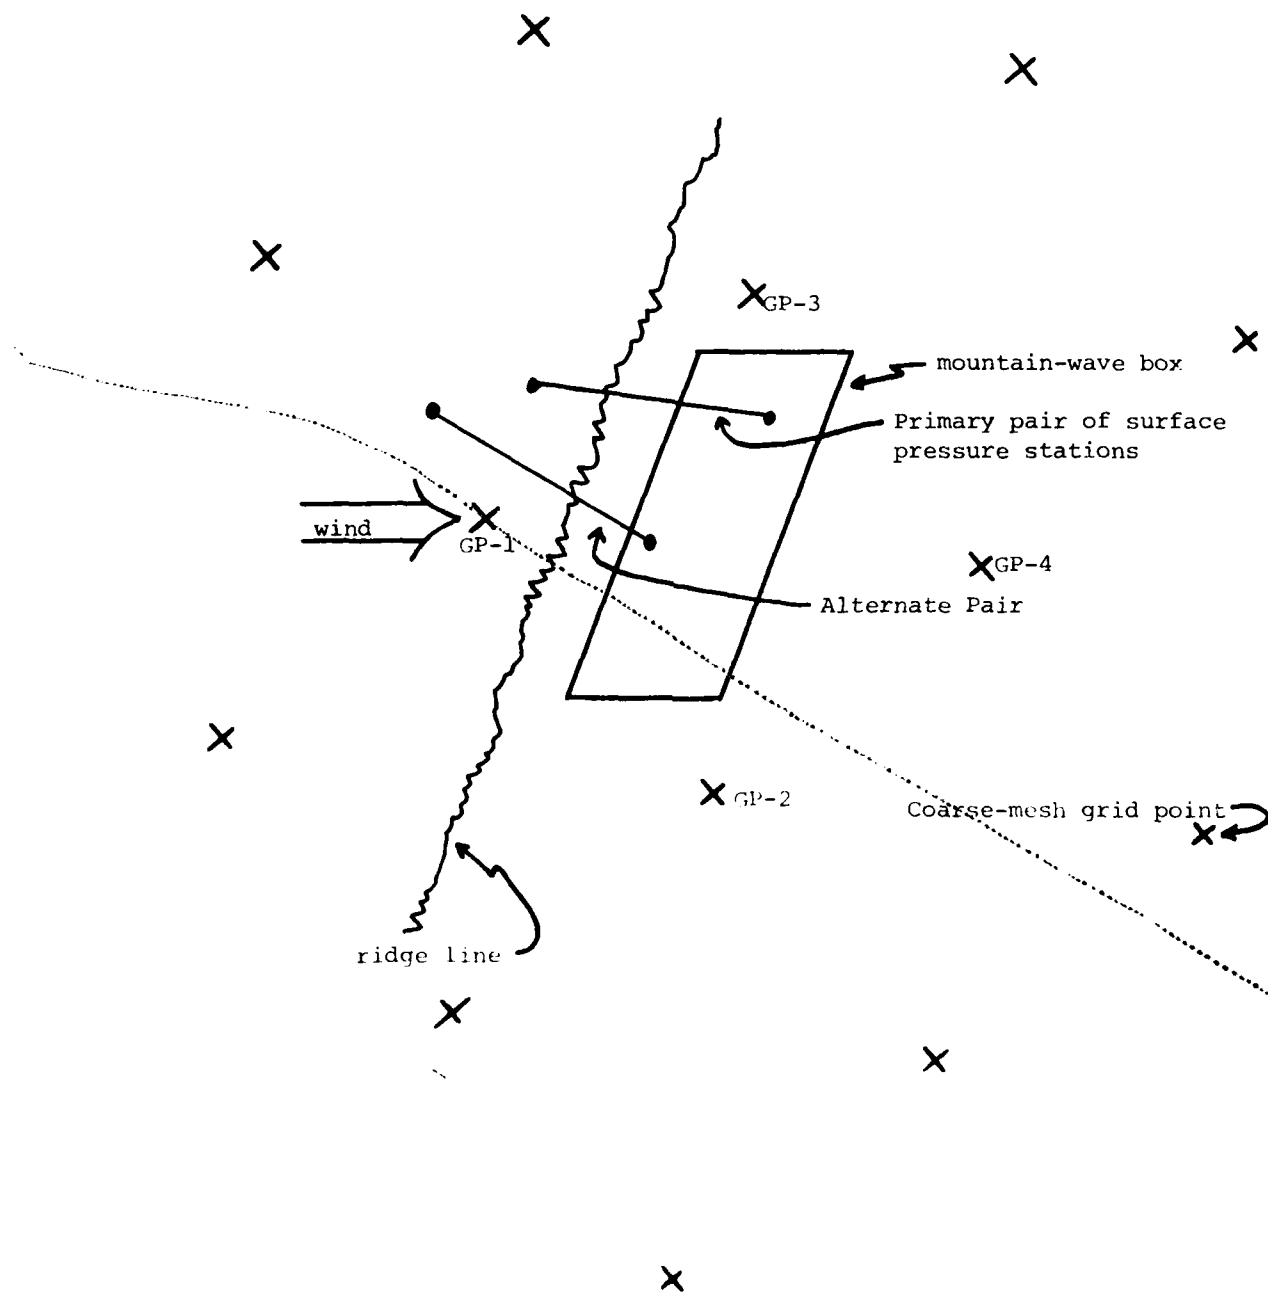 GP-3
mountain-wave box
Primary pair of surface
pressure stations
wind
GP-1
GP-4
Alternate Pair
GP-2
Coarse-mesh grid point
ridge line